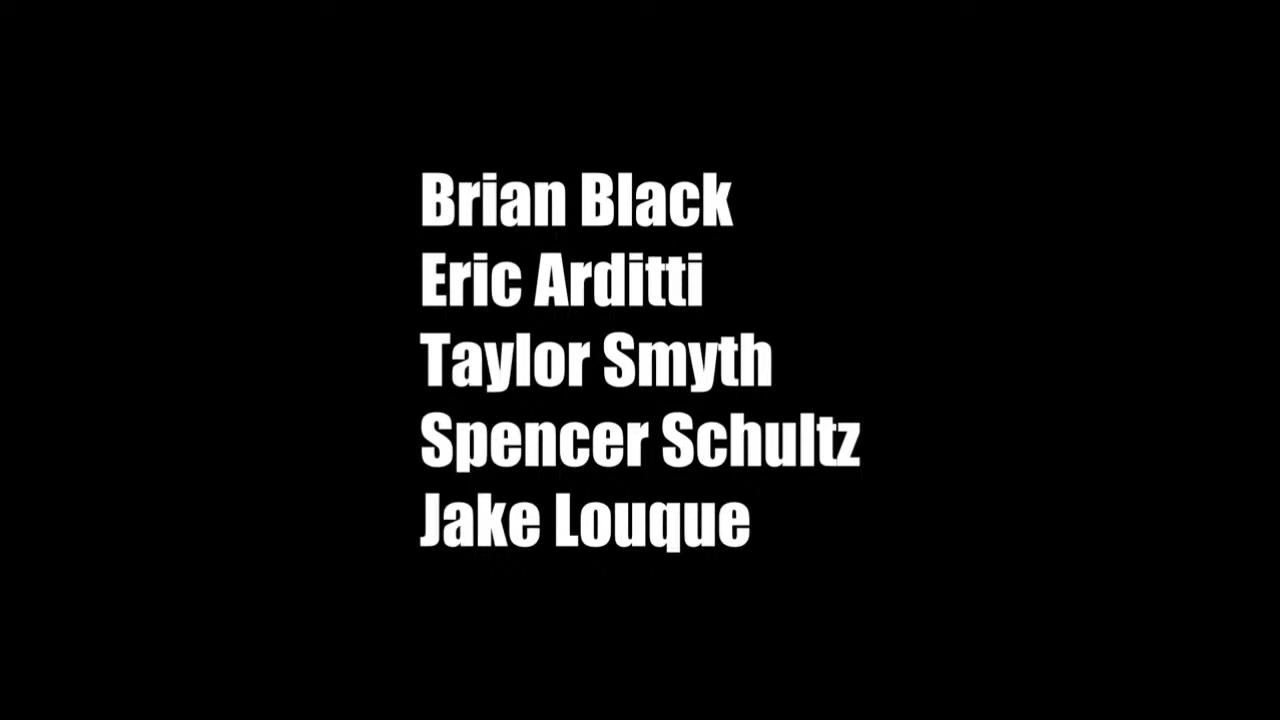 Brian Black
Eric Arditti
Taylor Smyth
Spencer Schultz
Jake Louque